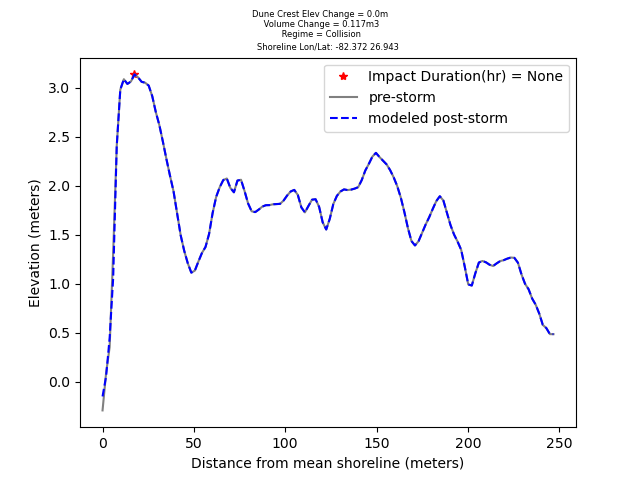 Dune Crest Elev Change = 0.0m
Volume Change = 0.117m3
Regime = Collision
Shoreline Lon/Lat: -82.372 26.943
Impact Duration(hr) = None
pre-storm
modeled post-storm
Elevation (meters)
3.0
2.5
2.0
1.5
1.0
0.5
0.0
0 50 100 150 200 250
Distance from mean shoreline (meters)